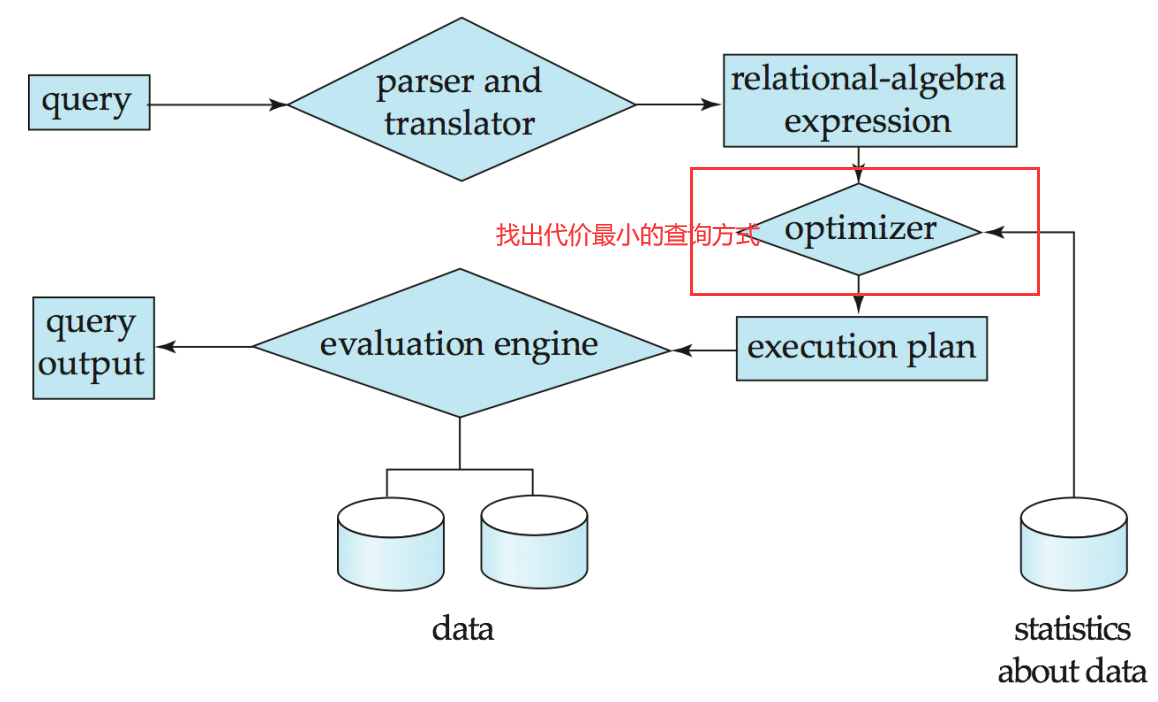 query
parser and
translator
relational-algebra
expression
找出代价最小的查询方式
optimizer
query
output
evaluation engine
execution plan
data
statistics
about data